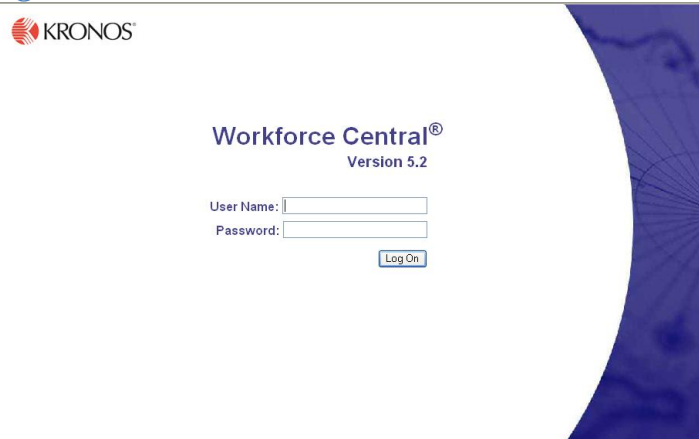 KRONOS®
Workforce Central®
Version 5.2
User Name:
Password:
Log On